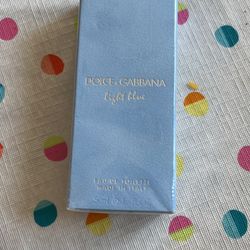 DOLCE & GABBANA
light blue
EAU DE TOILETTE
MADE IN ITALY